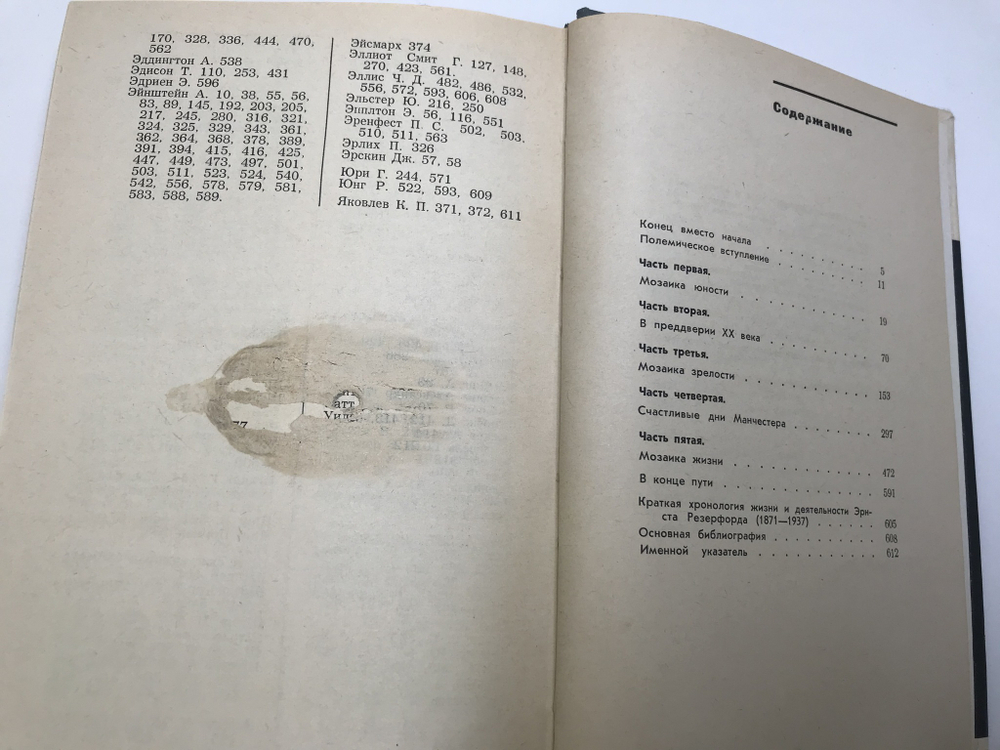 170, 328, 336, 444, 470,
562
Эддингтон А. 538
Эдисон Т. 110, 253, 431
Эдриен Э. 596
Эйнштейн А. 10, 38, 55, 56,
83, 89, 145, 192, 203, 205,
217, 245, 280, 316, 321,
324, 325, 329, 343, 361,
362, 364, 368, 378, 389,
391, 394, 415, 416, 425,
447, 449, 473, 497, 501,
503, 511, 523, 524, 540,
542, 556, 578, 579, 581,
583, 588, 589.
Эйсмарх 374
Эллиот Смит Г. 127, 148,
270, 423, 561.
Эллис Ч. Д. 482, 486, 532,
556, 572, 593, 606, 608
Эльстер Ю. 216, 250
Эпплтон Э. 56, 116, 551
Эренфест П. С. 502, 503,
510, 511, 563
Эрлих П. 326
Эрскин Дж. 57, 58
Юри Г. 244, 571
Юнг Р. 522, 593, 609
Яковлев К. П. 371, 372, 611
атт
Уил
77
Содержание
Конец вместо начала . . . . . . . 5
Полемическое вступление . . . . . . . 11
Часть первая.
Мозаика юности . . . . . . . . . 19
Часть вторая.
В преддверии XX века . . . . . . . . 70
Часть третья.
Мозаика зрелости . . . . . . . . . 153
Часть четвертая.
Счастливые дни Манчестера . . . . . . . 297
Часть пятая.
Мозаика жизни . . . . . . . . . . 472
В конце пути . . . . . . . . . . 591
Краткая хронология жизни и деятельности Эрн-
ста Резерфорда (1871—1937) . . . . . . 605
Основная библиография . . . . . . . . 608
Именной указатель . . . . . . . . . 612